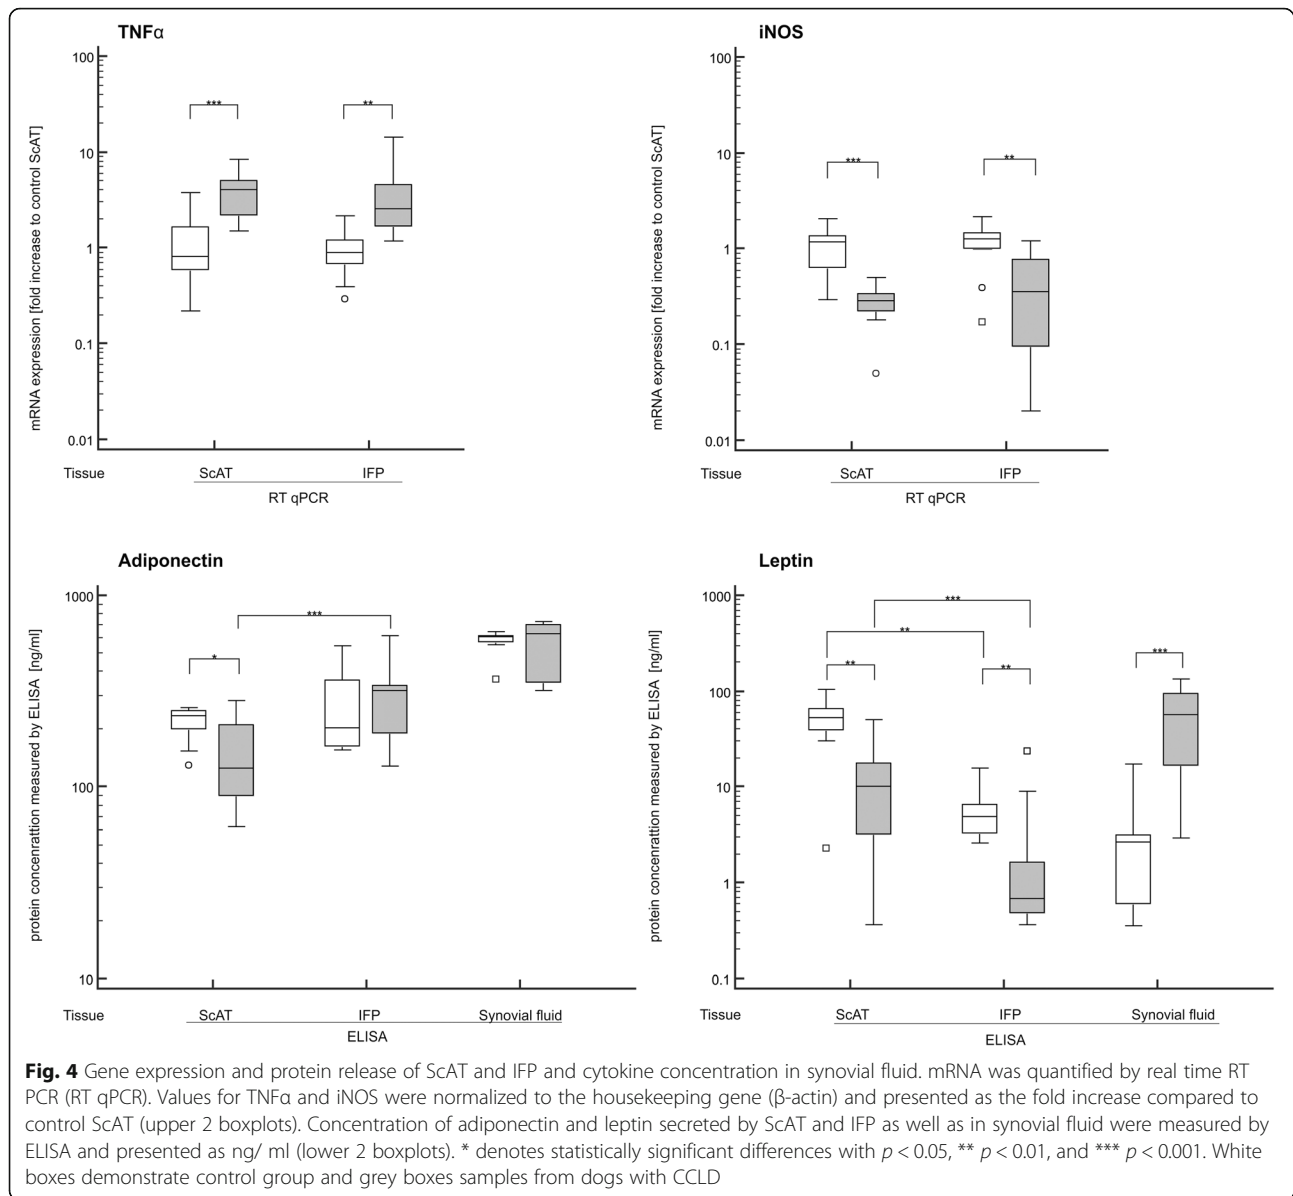 TNFα
mRNA expression [fold increase to control ScAT]
100
10
1
0.1
0.01
***
**
Tissue
ScAT
IFP
RT qPCR
iNOS
mRNA expression [fold increase to control ScAT]
100
10
1
0.1
0.01
***
**
ScAT
IFP
RT qPCR
Adiponectin
protein concenrattion measured by ELISA [ng/ml]
1000
100
10
*
***
Tissue
ScAT
IFP
Synovial fluid
ELISA
Leptin
protein concenrattion measured by ELISA [ng/ml]
1000
100
10
1
0.1
***
**
**
**
***
Tissue
ScAT
IFP
Synovial fluid
ELISA
Fig. 4 Gene expression and protein release of ScAT and IFP and cytokine concentration in synovial fluid. mRNA was quantified by real time RT
PCR (RT qPCR). Values for TNFα and iNOS were normalized to the housekeeping gene (β-actin) and presented as the fold increase compared to
control ScAT (upper 2 boxplots). Concentration of adiponectin and leptin secreted by ScAT and IFP as well as in synovial fluid were measured by
ELISA and presented as ng/ ml (lower 2 boxplots). * denotes statistically significant differences with p < 0.05, ** p < 0.01, and *** p < 0.001. White
boxes demonstrate control group and grey boxes samples from dogs with CCLD